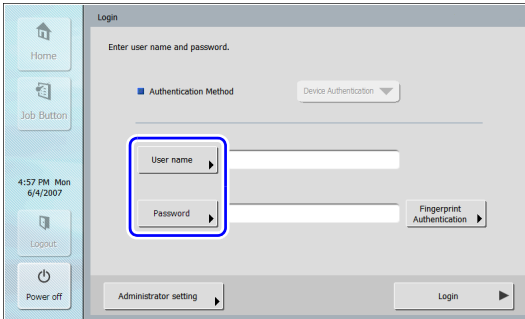 Login
Home
Job Button
4:57 PM Mon
6/4/2007
Logout
Power off
Enter user name and password.
Authentication Method
Device Authentication
User name
Password
Fingerprint
Authentication
Administrator setting
Login